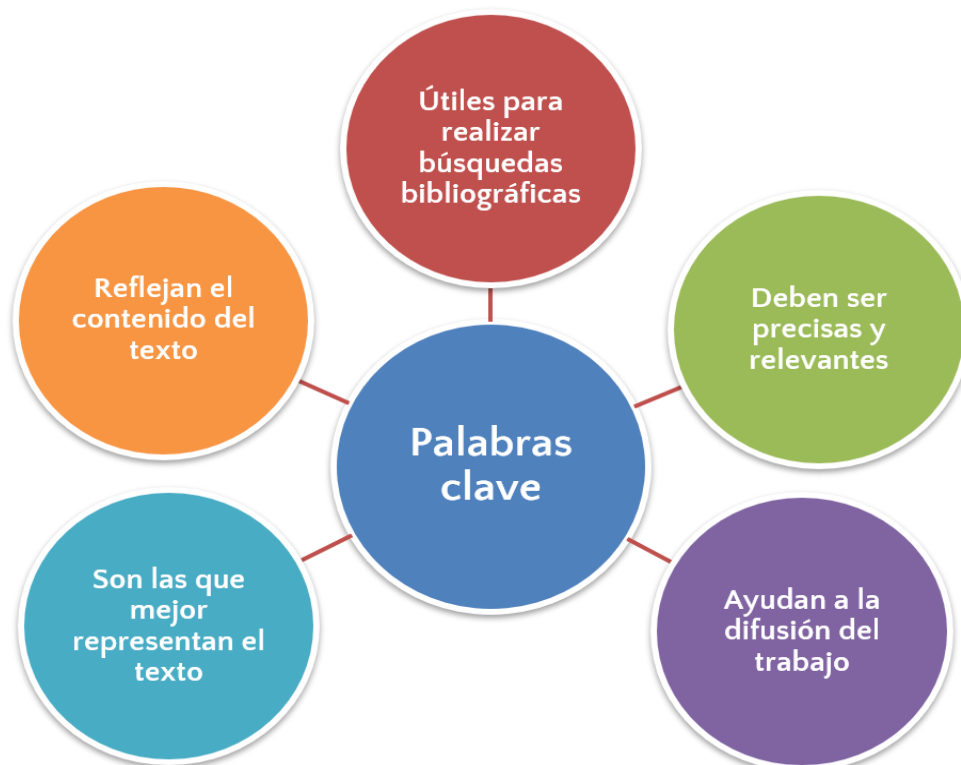 Útiles para
realizar
búsquedas
bibliográficas
Reflejan el
contenido del
texto
Deben ser
precisas y
relevantes
Palabras
clave
Son las que
mejor
representan el
texto
Ayudan a la
difusión del
trabajo